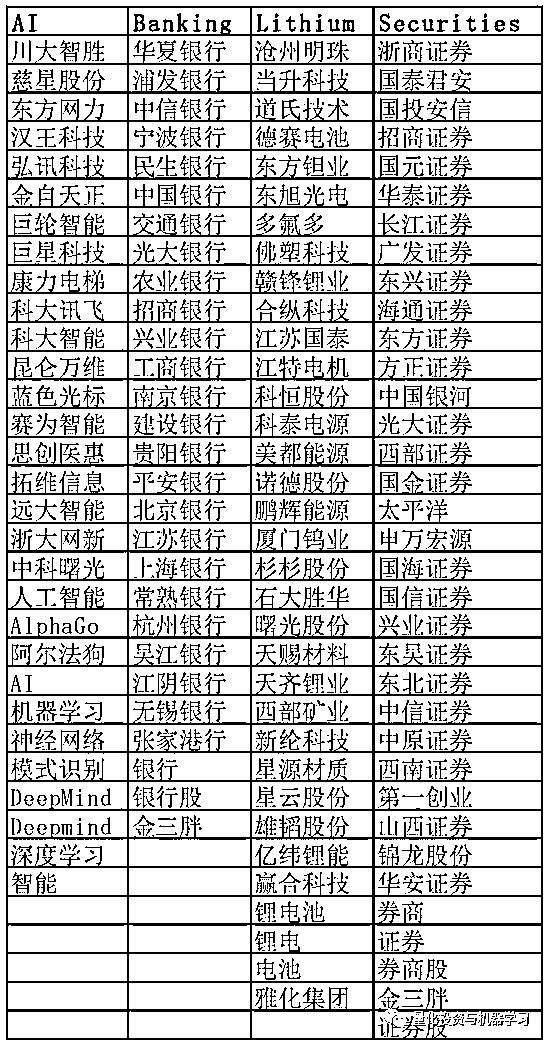 AI Banking Lithium Securities
川大智胜 华夏银行 沧州明珠 浙商证券
慈星股份 浦发银行 当升科技 国泰君安
东方网力 中信银行 道氏技术 国投安信
汉王科技 宁波银行 德赛电池 招商证券
弘讯科技 民生银行 东方钽业 国元证券
金自天正 中国银行 东旭光电 华泰证券
巨轮智能 交通银行 多氟多 长江证券
巨星科技 光大银行 佛塑科技 广发证券
康力电梯 农业银行 赣锋锂业 东兴证券
科大讯飞 招商银行 合纵科技 海通证券
科大智能 兴业银行 江苏国泰 东方证券
昆仑万维 工商银行 江特电机 方正证券
蓝色光标 南京银行 科恒股份 中国银河
赛为智能 建设银行 科泰电源 光大证券
思创医惠 贵阳银行 美都能源 西部证券
拓维信息 平安银行 诺德股份 国金证券
远大智能 北京银行 鹏辉能源 太平洋
浙大网新 江苏银行 厦门钨业 申万宏源
中科曙光 上海银行 杉杉股份 国海证券
人工智能 常熟银行 石大胜华 国信证券
AlphaGo 杭州银行 曙光股份 兴业证券
阿尔法狗 吴江银行 天赐材料 东吴证券
AI 江阴银行 天齐锂业 东北证券
机器学习 无锡银行 西部矿业 中信证券
神经网络 张家港行 新纶科技 中原证券
模式识别 银行 星源材质 西南证券
DeepMind 银行股 星云股份 第一创业
Deepmind 金三胖 雄韬股份 山西证券
深度学习 亿纬锂能 锦龙股份
智能 赢合科技 华安证券
锂电池 券商
锂电 证券
电池 券商股
雅化集团 金三胖
证券股
量化投资与机器学习